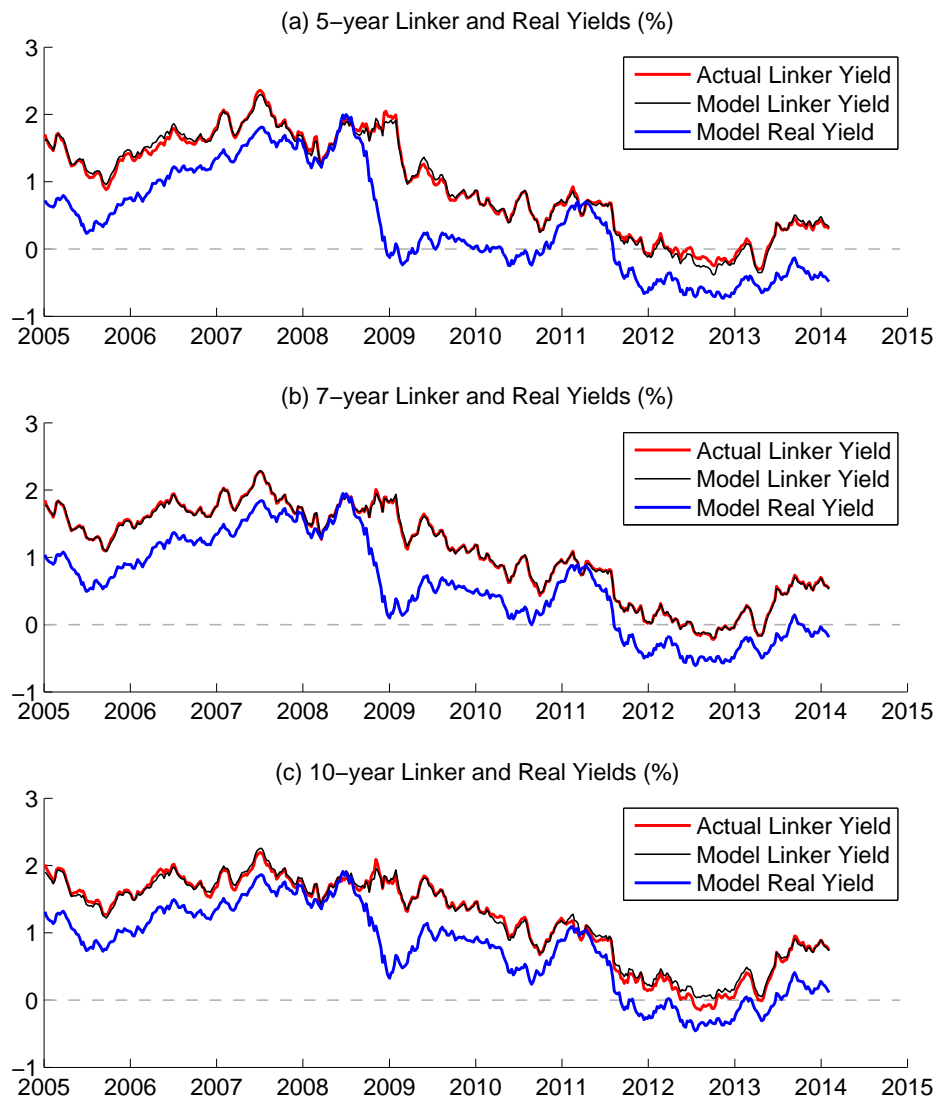 (a) 5−year Linker and Real Yields (%)
3
Actual Linker Yield
Model Linker Yield
Model Real Yield
2
1
0
−1
2005 2006 2007 2008 2009 2010 2011 2012 2013 2014 2015
(b) 7−year Linker and Real Yields (%)
3
Actual Linker Yield
Model Linker Yield
Model Real Yield
2
1
0
−1
2005 2006 2007 2008 2009 2010 2011 2012 2013 2014 2015
(c) 10−year Linker and Real Yields (%)
3
Actual Linker Yield
Model Linker Yield
Model Real Yield
2
1
0
−1
2005 2006 2007 2008 2009 2010 2011 2012 2013 2014 2015